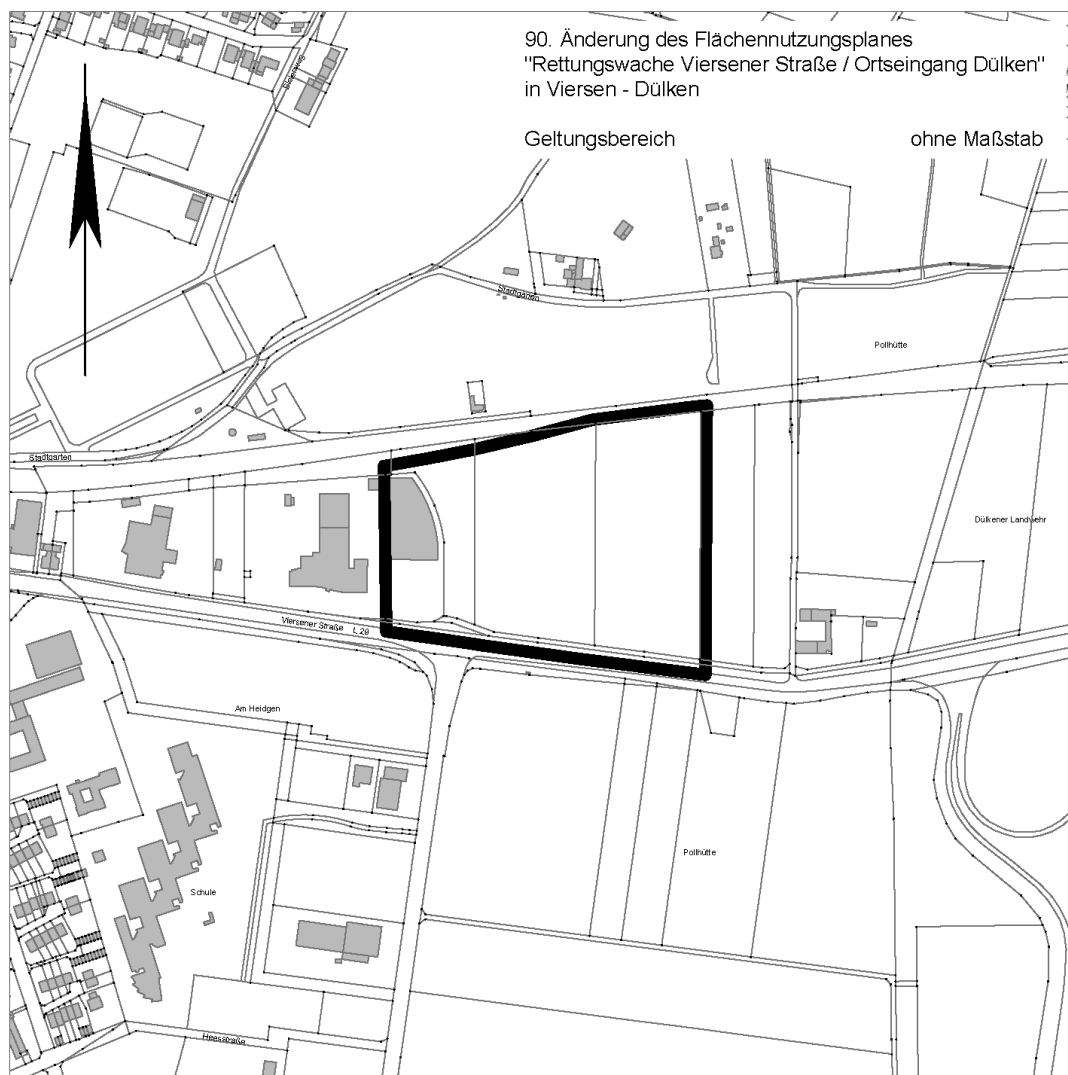 90. Änderung des Flächennutzungsplanes
"Rettungswache Viersener Straße / Ortseingang Dülken"
in Viersen - Dülken
Geltungsbereich ohne Maßstab
Stadtgarten
Pollhütte
Stadtgarten
Dülkener Landwehr
Viersener Straße L 29
Am Heidgen
Pollhütte
Schule
Heesstraße